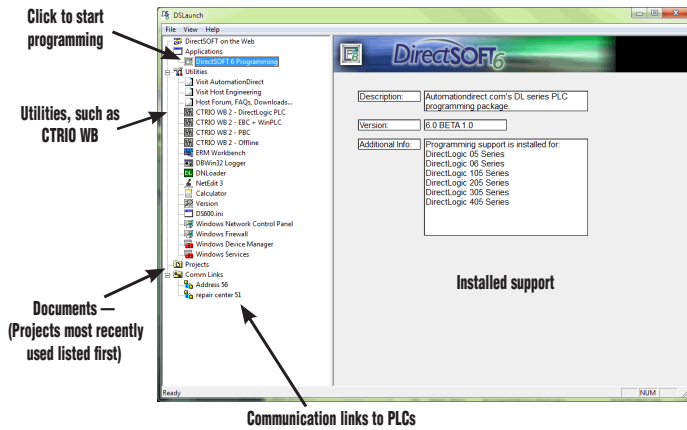 Click to start
programming
Utilities, such as
CTRIO WB
Documents —
(Projects most recently
used listed first)
DSLaunch
File View Help
DirectSOFT on the Web
Applications
DirectSOFT 6 Programming
Utilities
Visit AutomationDirect
Visit Host Engineering
Host Forum, FAQs, Downloads...
CTRIO WB 2 - DirectLogic PLC
CTRIO WB 2 - EBC + WinPLC
CTRIO WB 2 - PBC
CTRIO WB 2 - Offline
ERM Workbench
DBWin32 Logger
DNLoader
NetEdit 3
Calculator
Version
DS600.ini
Windows Network Control Panel
Windows Firewall
Windows Device Manager
Windows Services
Projects
Comm Links
Address 56
repair center 51
DirectSOFT6
Description: Automationdirect.com's DL series PLC
programming package.
Version: 6.0 BETA 1.0
Additional Info: Programming support is installed for:
DirectLogic 05 Series
DirectLogic 06 Series
DirectLogic 105 Series
DirectLogic 205 Series
DirectLogic 305 Series
DirectLogic 405 Series
Installed support
Ready NUM
Communication links to PLCs